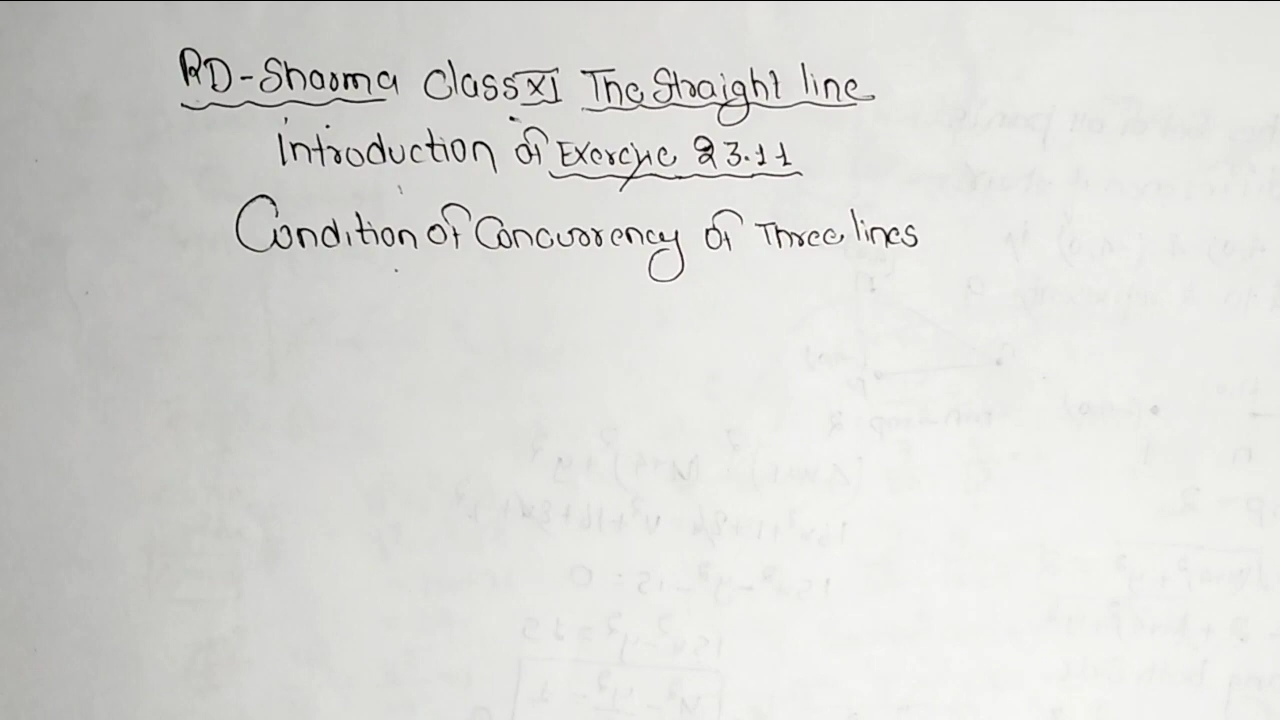 RD-Sharma Class XI The Straight line
Introduction of Exercise 23.11
Condition of Concurrency of Three lines